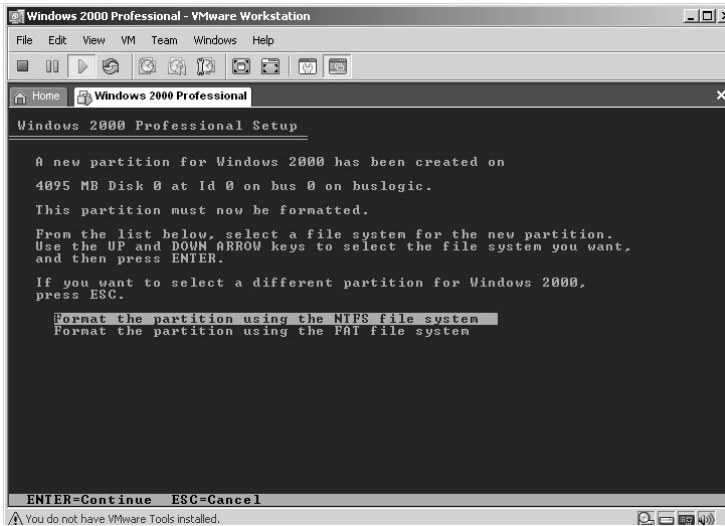 Windows 2000 Professional - VMware Workstation
File Edit View VM Team Windows Help
Home Windows 2000 Professional
Windows 2000 Professional Setup
A new partition for Windows 2000 has been created on
4095 MB Disk 0 at Id 0 on bus 0 on buslogic.
This partition must now be formatted.
From the list below, select a file system for the new partition.
Use the UP and DOWN ARROW keys to select the file system you want,
and then press ENTER.
If you want to select a different partition for Windows 2000,
press ESC.
Format the partition using the NTFS file system
Format the partition using the FAT file system
ENTER=Continue ESC=Cancel
You do not have VMware Tools installed.